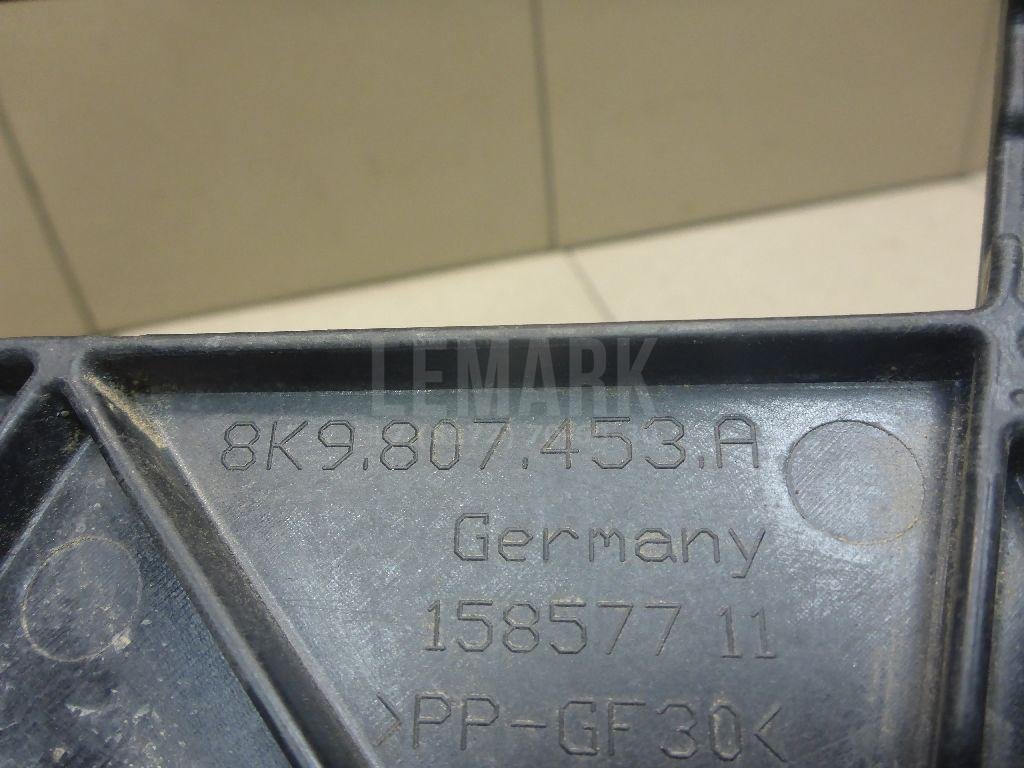 LEMARK
8K9.807.453.A
Germany
158577 11
>PP-GF30<